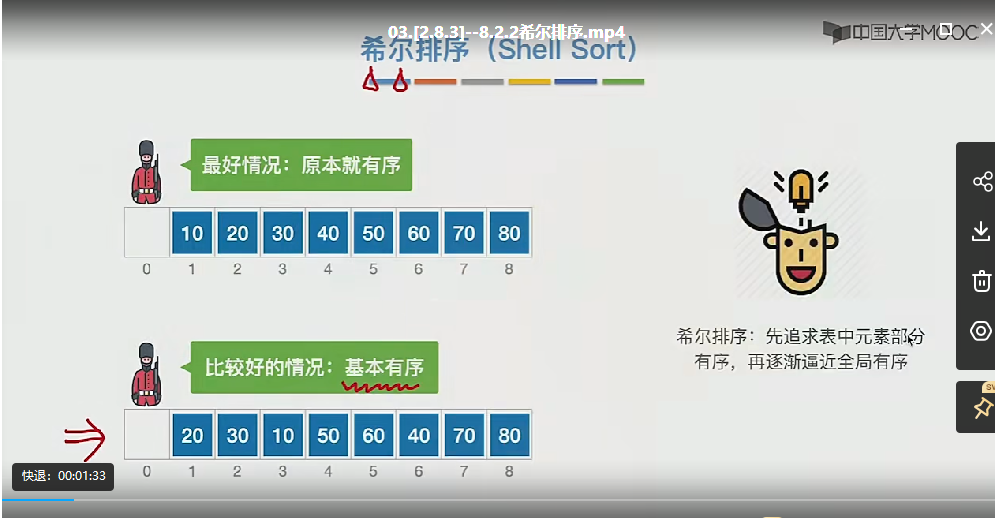 03.[2.8.3]--8.2.2希尔排序.mp4
中国大学MOOC
希尔排序（Shell Sort）
最好情况：原本就有序
10 20 30 40 50 60 70 80
0 1 2 3 4 5 6 7 8
比较好的情况：基本有序
20 30 10 50 60 40 70 80
0 1 2 3 4 5 6 7 8
希尔排序：先追求表中元素部分
有序，再逐渐逼近全局有序
SV
快退：00:01:33